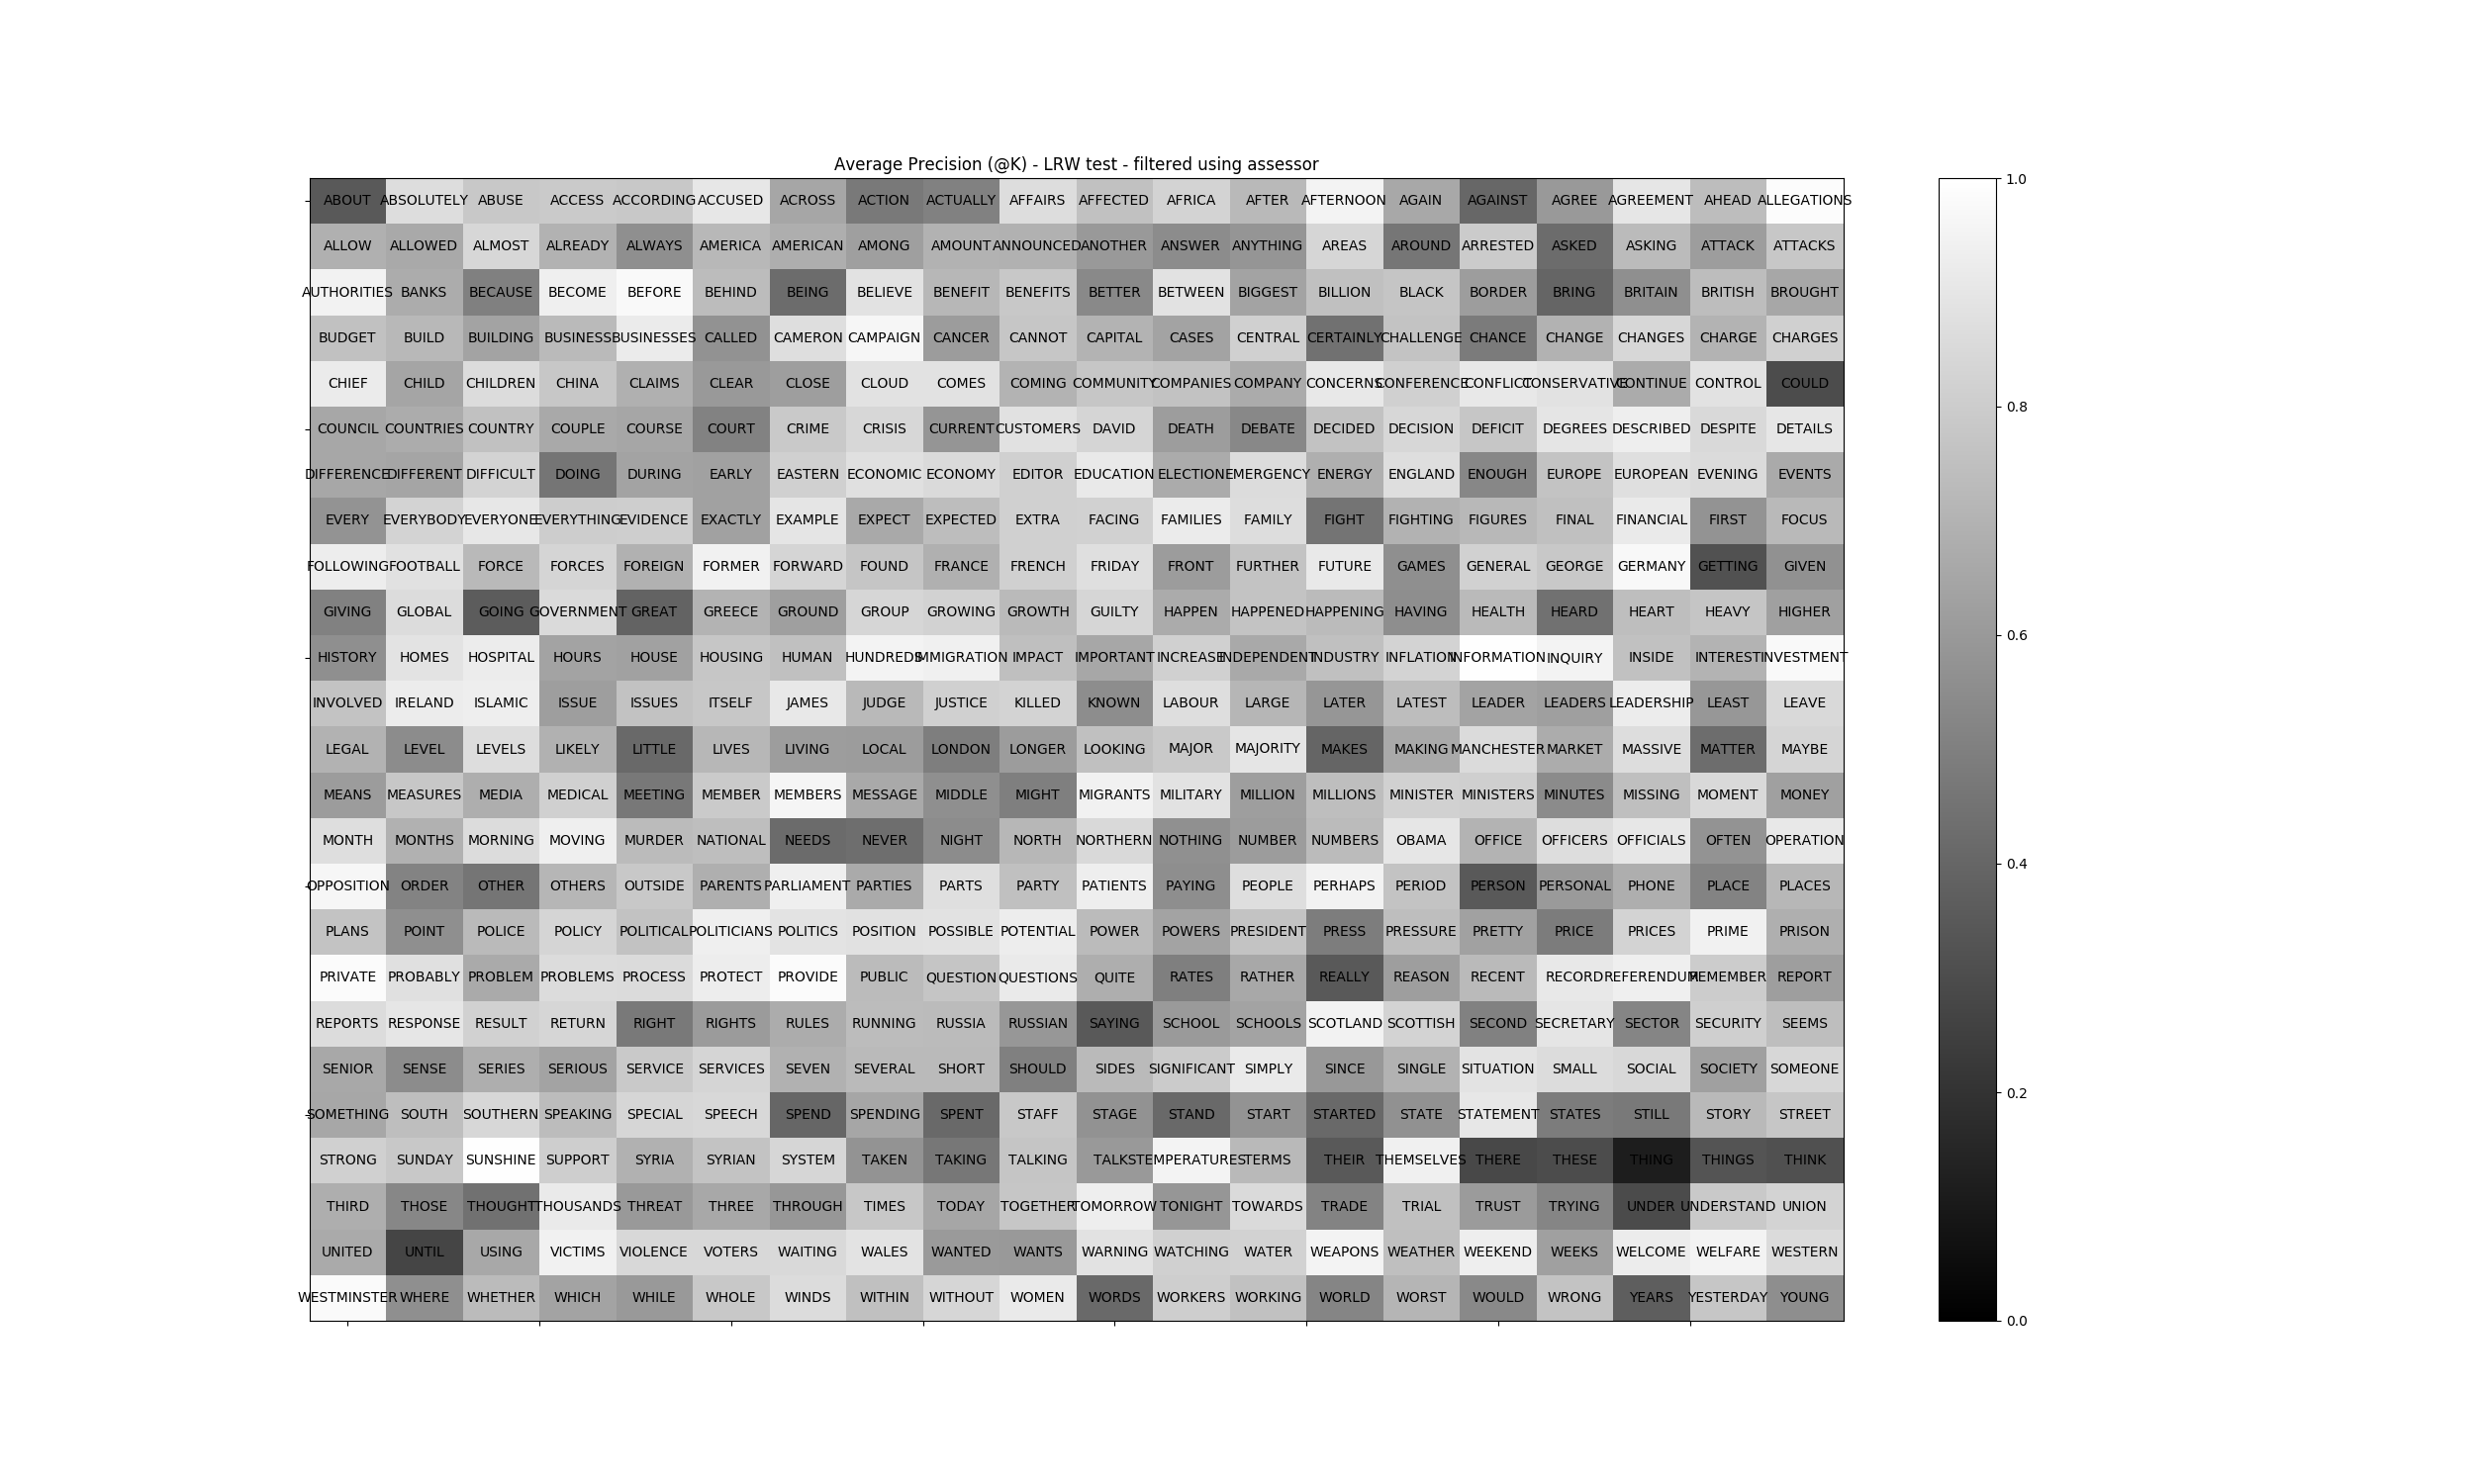 Average Precision (@K) - LRW test - filtered using assessor
ABOUT ABSOLUTELY ABUSE ACCESS ACCORDING ACCUSED ACROSS ACTION ACTUALLY AFFAIRS AFFECTED AFRICA AFTER AFTERNOON AGAIN AGAINST AGREE AGREEMENT AHEAD ALLEGATIONS 1.0
ALLOW ALLOWED ALMOST ALREADY ALWAYS AMERICA AMERICAN AMONG AMOUNT ANNOUNCED ANOTHER ANSWER ANYTHING AREAS AROUND ARRESTED ASKED ASKING ATTACK ATTACKS
AUTHORITIES BANKS BECAUSE BECOME BEFORE BEHIND BEING BELIEVE BENEFIT BENEFITS BETTER BETWEEN BIGGEST BILLION BLACK BORDER BRING BRITAIN BRITISH BROUGHT
BUDGET BUILD BUILDING BUSINESS BUSINESSES CALLED CAMERON CAMPAIGN CANCER CANNOT CAPITAL CASES CENTRAL CERTAINLY CHALLENGE CHANCE CHANGE CHANGES CHARGE CHARGES
CHIEF CHILD CHILDREN CHINA CLAIMS CLEAR CLOSE CLOUD COMES COMING COMMUNITY COMPANIES COMPANY CONCERNS CONFERENCE CONFLICT CONSERVATIVE CONTINUE CONTROL COULD 0.8
COUNCIL COUNTRIES COUNTRY COUPLE COURSE COURT CRIME CRISIS CURRENT CUSTOMERS DAVID DEATH DEBATE DECIDED DECISION DEFICIT DEGREES DESCRIBED DESPITE DETAILS
DIFFERENCE DIFFERENT DIFFICULT DOING DURING EARLY EASTERN ECONOMIC ECONOMY EDITOR EDUCATION ELECTION EMERGENCY ENERGY ENGLAND ENOUGH EUROPE EUROPEAN EVENING EVENTS
EVERY EVERYBODY EVERYONE EVERYTHING EVIDENCE EXACTLY EXAMPLE EXPECT EXPECTED EXTRA FACING FAMILIES FAMILY FIGHT FIGHTING FIGURES FINAL FINANCIAL FIRST FOCUS
FOLLOWING FOOTBALL FORCE FORCES FOREIGN FORMER FORWARD FOUND FRANCE FRENCH FRIDAY FRONT FURTHER FUTURE GAMES GENERAL GEORGE GERMANY GETTING GIVEN
GIVING GLOBAL GOING GOVERNMENT GREAT GREECE GROUND GROUP GROWING GROWTH GUILTY HAPPEN HAPPENED HAPPENING HAVING HEALTH HEARD HEART HEAVY HIGHER 0.6
HISTORY HOMES HOSPITAL HOURS HOUSE HOUSING HUMAN HUNDREDS IMMIGRATION IMPACT IMPORTANT INCREASE INDEPENDENT INDUSTRY INFLATION INFORMATION INQUIRY INSIDE INTEREST INVESTMENT
INVOLVED IRELAND ISLAMIC ISSUE ISSUES ITSELF JAMES JUDGE JUSTICE KILLED KNOWN LABOUR LARGE LATER LATEST LEADER LEADERS LEADERSHIP LEAST LEAVE
LEGAL LEVEL LEVELS LIKELY LITTLE LIVES LIVING LOCAL LONDON LONGER LOOKING MAJOR MAJORITY MAKES MAKING MANCHESTER MARKET MASSIVE MATTER MAYBE
MEANS MEASURES MEDIA MEDICAL MEETING MEMBER MEMBERS MESSAGE MIDDLE MIGHT MIGRANTS MILITARY MILLION MILLIONS MINISTER MINISTERS MINUTES MISSING MOMENT MONEY
MONTH MONTHS MORNING MOVING MURDER NATIONAL NEEDS NEVER NIGHT NORTH NORTHERN NOTHING NUMBER NUMBERS OBAMA OFFICE OFFICERS OFFICIALS OFTEN OPERATION 0.4
OPPOSITION ORDER OTHER OTHERS OUTSIDE PARENTS PARLIAMENT PARTIES PARTS PARTY PATIENTS PAYING PEOPLE PERHAPS PERIOD PERSON PERSONAL PHONE PLACE PLACES
PLANS POINT POLICE POLICY POLITICAL POLITICIANS POLITICS POSITION POSSIBLE POTENTIAL POWER POWERS PRESIDENT PRESS PRESSURE PRETTY PRICE PRICES PRIME PRISON
PRIVATE PROBABLY PROBLEM PROBLEMS PROCESS PROTECT PROVIDE PUBLIC QUESTION QUESTIONS QUITE RATES RATHER REALLY REASON RECENT RECORD REFERENDUM REMEMBER REPORT
REPORTS RESPONSE RESULT RETURN RIGHT RIGHTS RULES RUNNING RUSSIA RUSSIAN SAYING SCHOOL SCHOOLS SCOTLAND SCOTTISH SECOND SECRETARY SECTOR SECURITY SEEMS
SENIOR SENSE SERIES SERIOUS SERVICE SERVICES SEVEN SEVERAL SHORT SHOULD SIDES SIGNIFICANT SIMPLY SINCE SINGLE SITUATION SMALL SOCIAL SOCIETY SOMEONE 0.2
SOMETHING SOUTH SOUTHERN SPEAKING SPECIAL SPEECH SPEND SPENDING SPENT STAFF STAGE STAND START STARTED STATE STATEMENT STATES STILL STORY STREET
STRONG SUNDAY SUNSHINE SUPPORT SYRIA SYRIAN SYSTEM TAKEN TAKING TALKING TALKS TEMPERATURES TERMS THEIR THEMSELVES THERE THESE THING THINGS THINK
THIRD THOSE THOUGHT THOUSANDS THREAT THREE THROUGH TIMES TODAY TOGETHER TOMORROW TONIGHT TOWARDS TRADE TRIAL TRUST TRYING UNDER UNDERSTAND UNION
UNITED UNTIL USING VICTIMS VIOLENCE VOTERS WAITING WALES WANTED WANTS WARNING WATCHING WATER WEAPONS WEATHER WEEKEND WEEKS WELCOME WELFARE WESTERN
WESTMINSTER WHERE WHETHER WHICH WHILE WHOLE WINDS WITHIN WITHOUT WOMEN WORDS WORKERS WORKING WORLD WORST WOULD WRONG YEARS YESTERDAY YOUNG 0.0